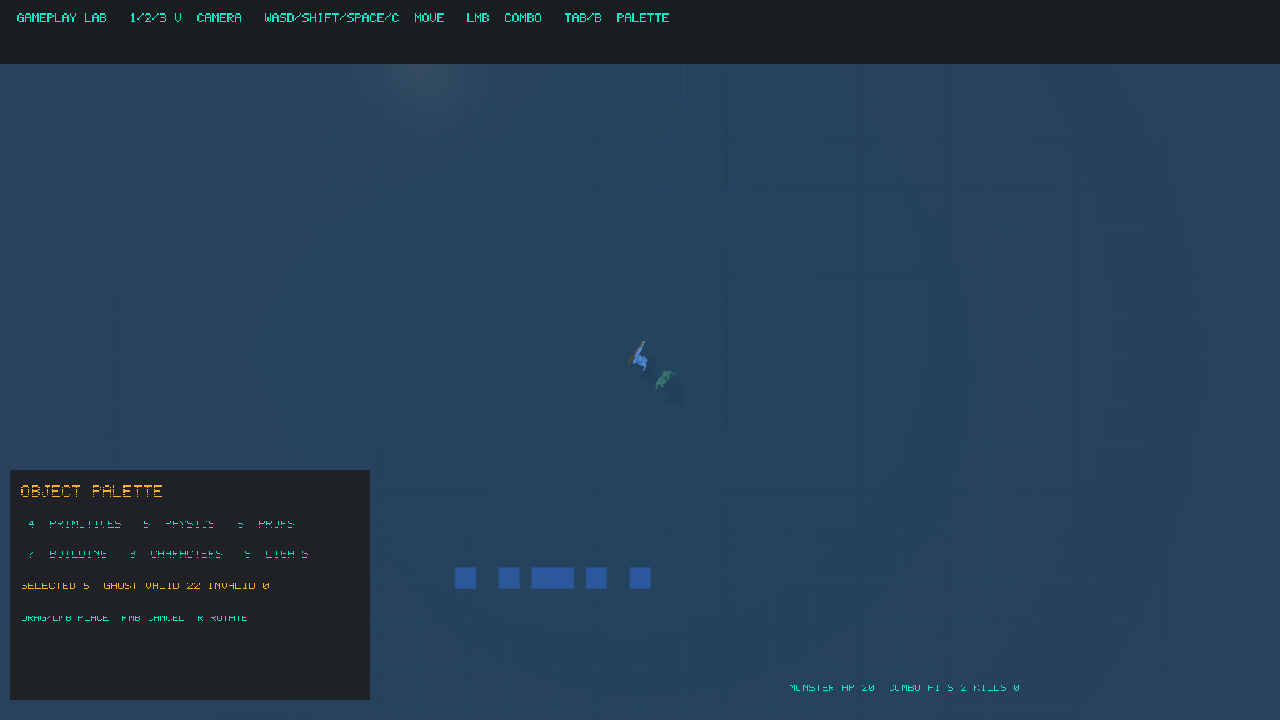 GAMEPLAY LAB 1/2/3 V CAMERA WASD/SHIFT/SPACE/C MOVE LMB COMBO TAB/B PALETTE
OBJECT PALETTE
4 PRIMITIVES 5 PHYSICS 6 PROPS
7 BUILDING 8 CHARACTERS 9 LIGHTS
SELECTED 5 GHOST VALID 22 INVALID 0
DRAG/LMB PLACE RMB CANCEL R ROTATE
MONSTER HP 20 COMBO HITS 2 KILLS 0